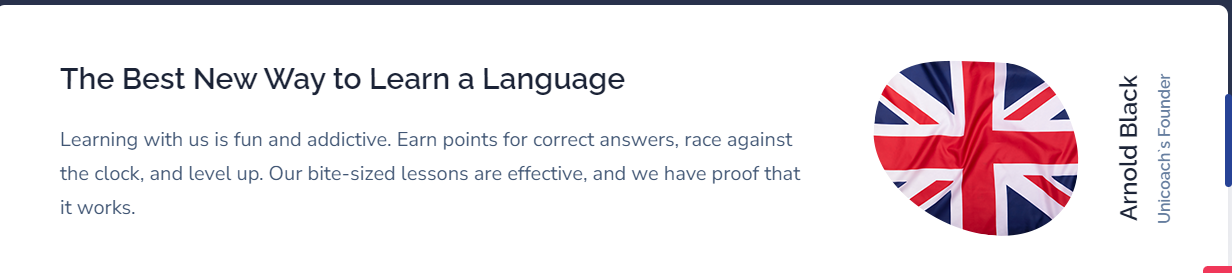 The Best New Way to Learn a Language
Learning with us is fun and addictive. Earn points for correct answers, race against
the clock, and level up. Our bite-sized lessons are effective, and we have proof that
it works.
Arnold Black
Unicoach`s Founder